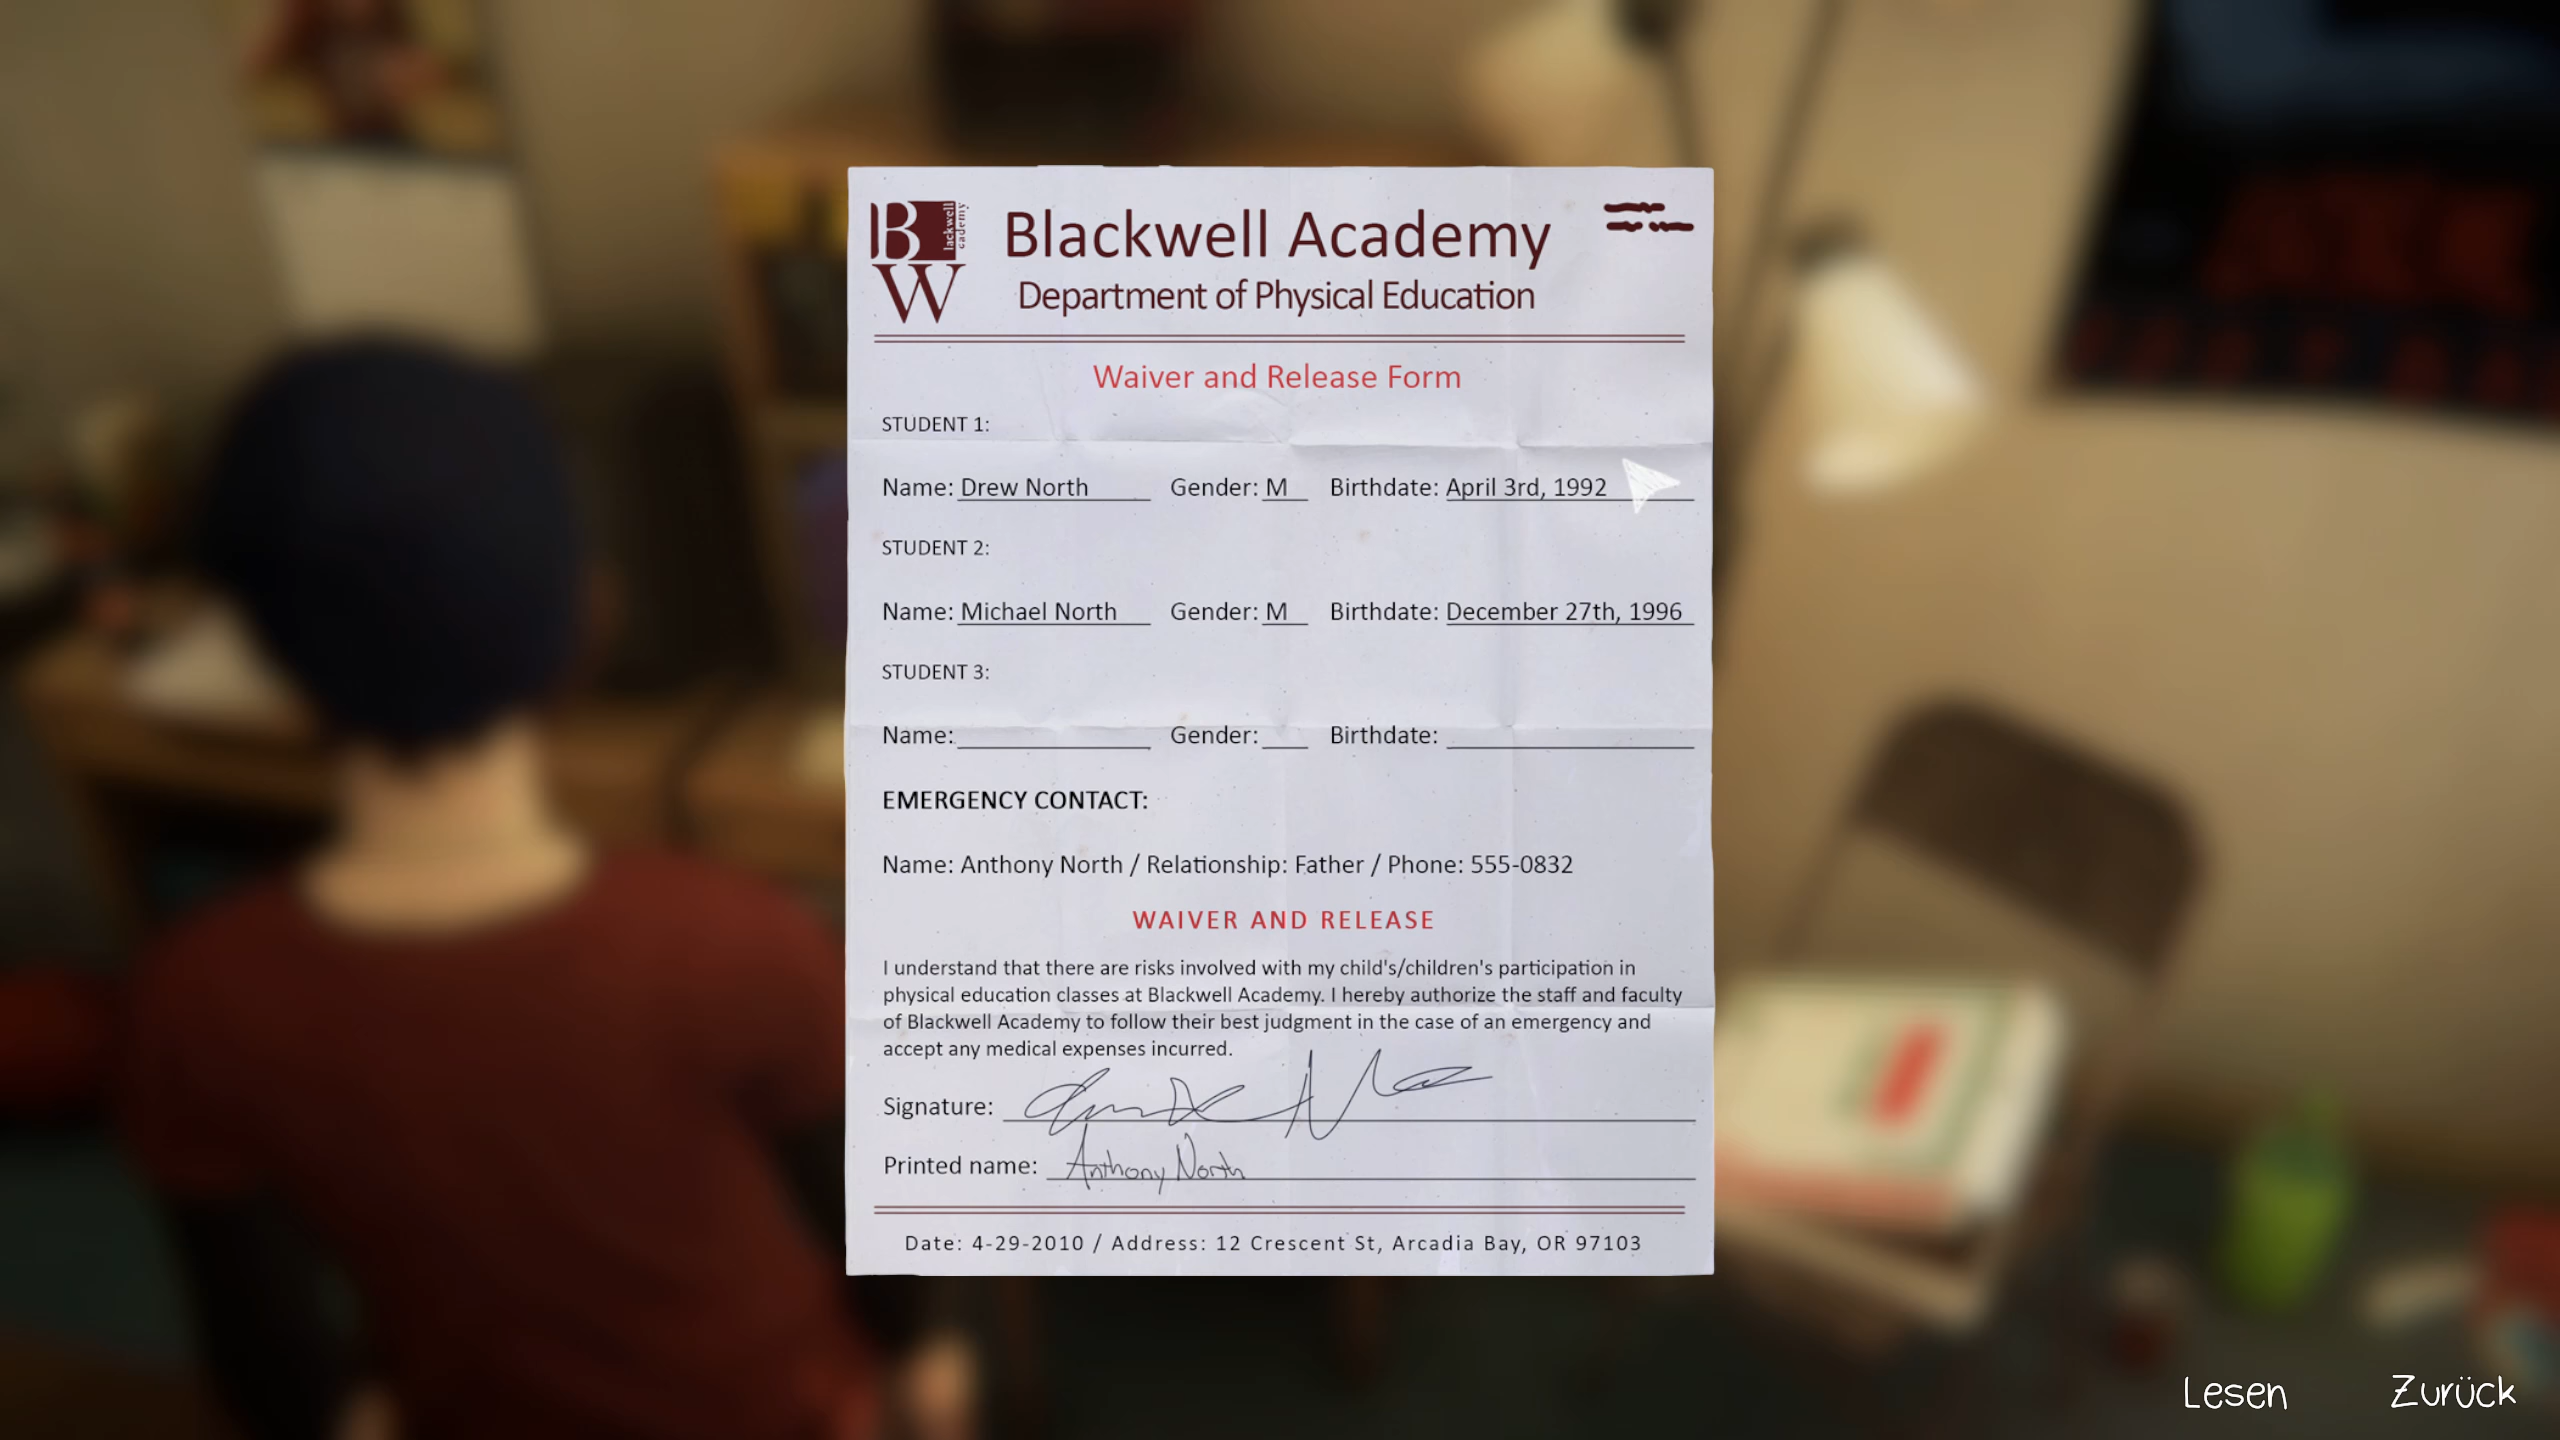 BW
lackwell
cademy
Blackwell Academy
Department of Physical Education
Waiver and Release Form
STUDENT 1:
Name: Drew North Gender: M Birthdate: April 3rd, 1992
STUDENT 2:
Name: Michael North Gender: M Birthdate: December 27th, 1996
STUDENT 3:
Name: Gender: Birthdate:
EMERGENCY CONTACT:
Name: Anthony North / Relationship: Father / Phone: 555-0832
WAIVER AND RELEASE
I understand that there are risks involved with my child's/children's participation in
physical education classes at Blackwell Academy. I hereby authorize the staff and faculty
of Blackwell Academy to follow their best judgment in the case of an emergency and
accept any medical expenses incurred.
Signature:
Printed name: Anthony North
Date: 4-29-2010 / Address: 12 Crescent St, Arcadia Bay, OR 97103
Lesen Zurück